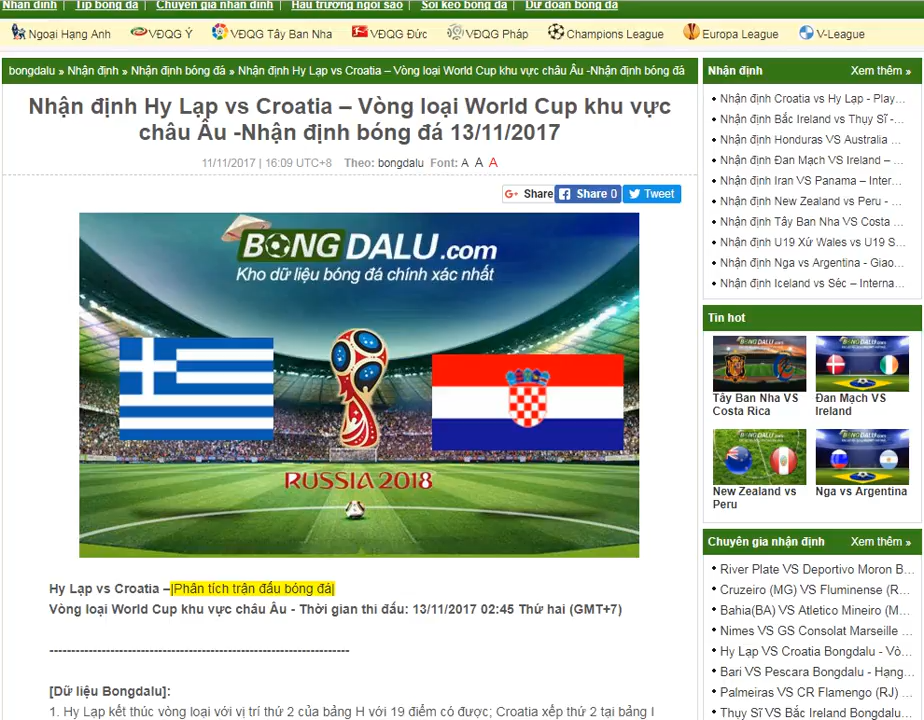 Nhận định | Tip bóng đá | Chuyên gia nhận định | Hậu trường ngôi sao | Soi kèo bóng đá | Dự đoán bóng đá
Ngoại Hạng Anh VĐQG Ý VĐQG Tây Ban Nha VĐQG Đức VĐQG Pháp Champions League Europa League V-League
bongdalu » Nhận định » Nhận định bóng đá » Nhận định Hy Lạp vs Croatia – Vòng loại World Cup khu vực châu Âu -Nhận định bóng đá
Nhận định Hy Lạp vs Croatia – Vòng loại World Cup khu vực
châu Âu -Nhận định bóng đá 13/11/2017
11/11/2017 | 16:09 UTC+8 Theo: bongdalu Font: A A A
G+ Share Share 0 Tweet
BONGDALU.com
Kho dữ liệu bóng đá chính xác nhất
RUSSIA 2018
Hy Lạp vs Croatia –|Phân tích trận đấu bóng đá|
Vòng loại World Cup khu vực châu Âu - Thời gian thi đấu: 13/11/2017 02:45 Thứ hai (GMT+7)
----------------------------------------------------------------------
[Dữ liệu Bongdalu]:
1. Hy Lạp kết thúc vòng loại với vị trí thứ 2 của bảng H với 19 điểm có được; Croatia xếp thứ 2 tại bảng I
Nhận định Xem thêm »
Nhận định Croatia vs Hy Lạp - Play...
Nhận định Bắc Ireland vs Thụy Sĩ -...
Nhận định Honduras VS Australia ...
Nhận định Đan Mạch VS Ireland – ...
Nhận định Iran VS Panama – Inter...
Nhận định New Zealand vs Peru - ...
Nhận định Tây Ban Nha VS Costa ...
Nhận định U19 Xứ Wales vs U19 S...
Nhận định Nga vs Argentina - Giao...
Nhận định Iceland vs Séc – Interna...
Tin hot
Tây Ban Nha VS
Costa Rica
Đan Mạch VS
Ireland
New Zealand vs
Peru
Nga vs Argentina
Chuyên gia nhận định Xem thêm »
River Plate VS Deportivo Moron B...
Cruzeiro (MG) VS Fluminense (R...
Bahia(BA) VS Atletico Mineiro (M...
Nimes VS GS Consolat Marseille ...
Hy Lạp VS Croatia Bongdalu - Vò...
Bari VS Pescara Bongdalu - Hạng...
Palmeiras VS CR Flamengo (RJ) ...
Thụy Sĩ VS Bắc Ireland Bongdalu...